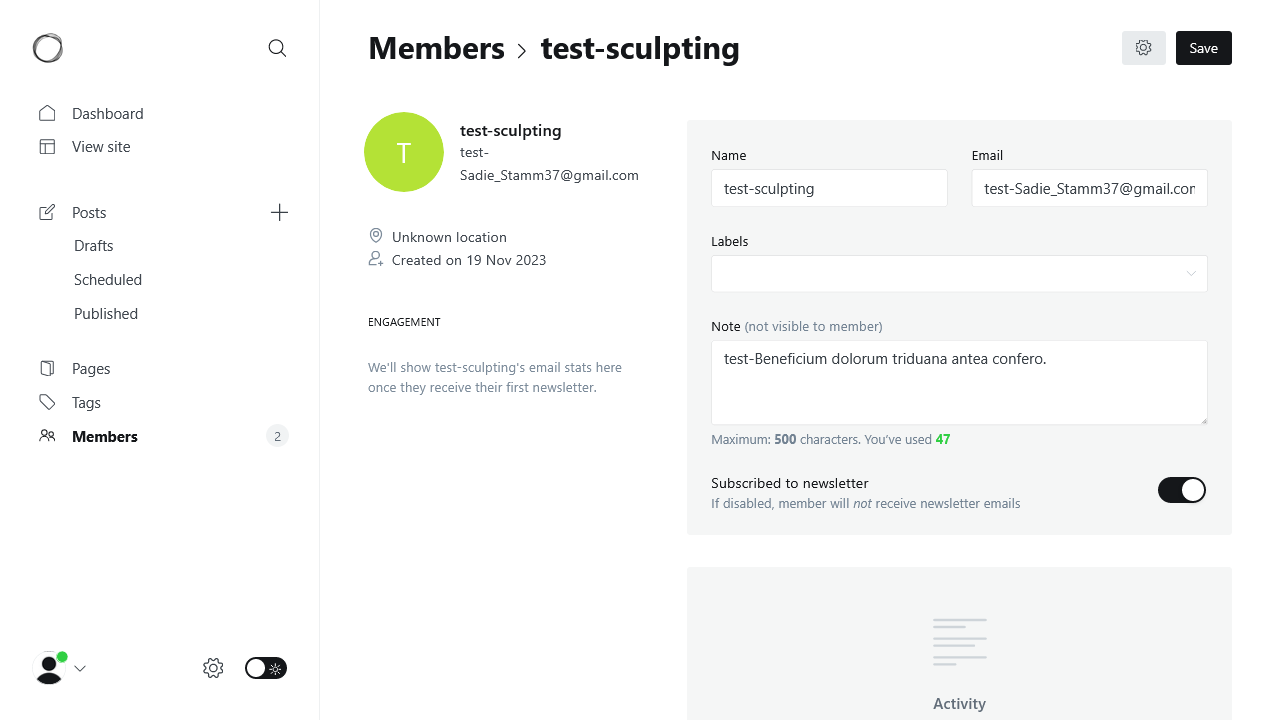 Members > test-sculpting
Save
Dashboard
View site
Posts
Drafts
Scheduled
Published
Pages
Tags
Members 2
T
test-sculpting
test-
Sadie_Stamm37@gmail.com
Unknown location
Created on 19 Nov 2023
ENGAGEMENT
We'll show test-sculpting's email stats here
once they receive their first newsletter.
Name
test-sculpting
Email
test-Sadie_Stamm37@gmail.com
Labels
Note (not visible to member)
test-Beneficium dolorum triduana antea confero.
Maximum: 500 characters. You’ve used 47
Subscribed to newsletter
If disabled, member will not receive newsletter emails
Activity